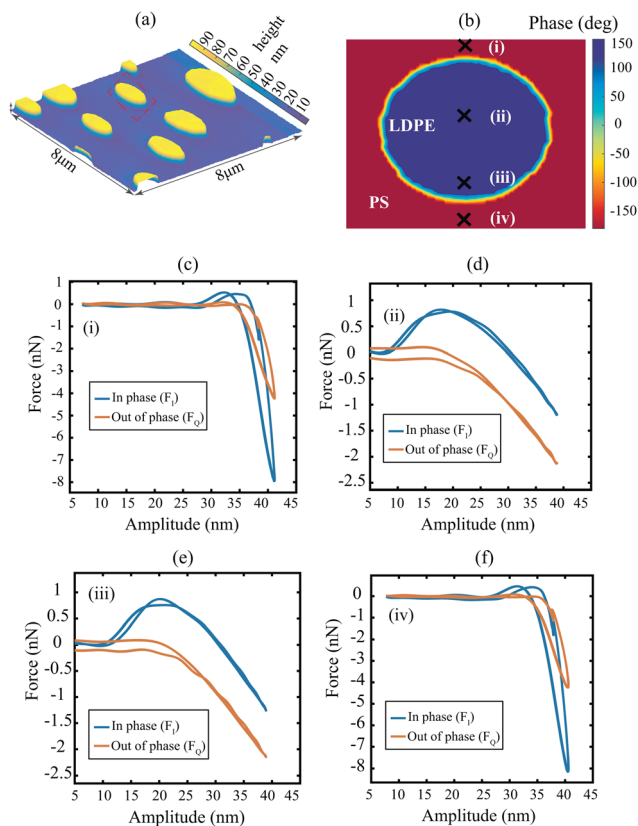 (a)
90
80
70
60
50
40
30
20
10
height
nm
8μm
8μm
(b)
Phase (deg)
(i)
(ii)
LDPE
(iii)
PS
(iv)
150
100
50
0
-50
-100
-150
(c)
1
0
-1
-2
-3
-4
-5
-6
-7
-8
Force (nN)
(i)
In phase (F_I)
Out of phase (F_Q)
5 10 15 20 25 30 35 40 45
Amplitude (nm)
(d)
1
0.5
0
-0.5
-1
-1.5
-2
-2.5
Force (nN)
(ii)
In phase (F_I)
Out of phase (F_Q)
5 10 15 20 25 30 35 40 45
Amplitude (nm)
(e)
1
0.5
0
-0.5
-1
-1.5
-2
-2.5
Force (nN)
(iii)
In phase (F_I)
Out of phase (F_Q)
5 10 15 20 25 30 35 40 45
Amplitude (nm)
(f)
1
0
-1
-2
-3
-4
-5
-6
-7
-8
Force (nN)
(iv)
In phase (F_I)
Out of phase (F_Q)
5 10 15 20 25 30 35 40 45
Amplitude (nm)